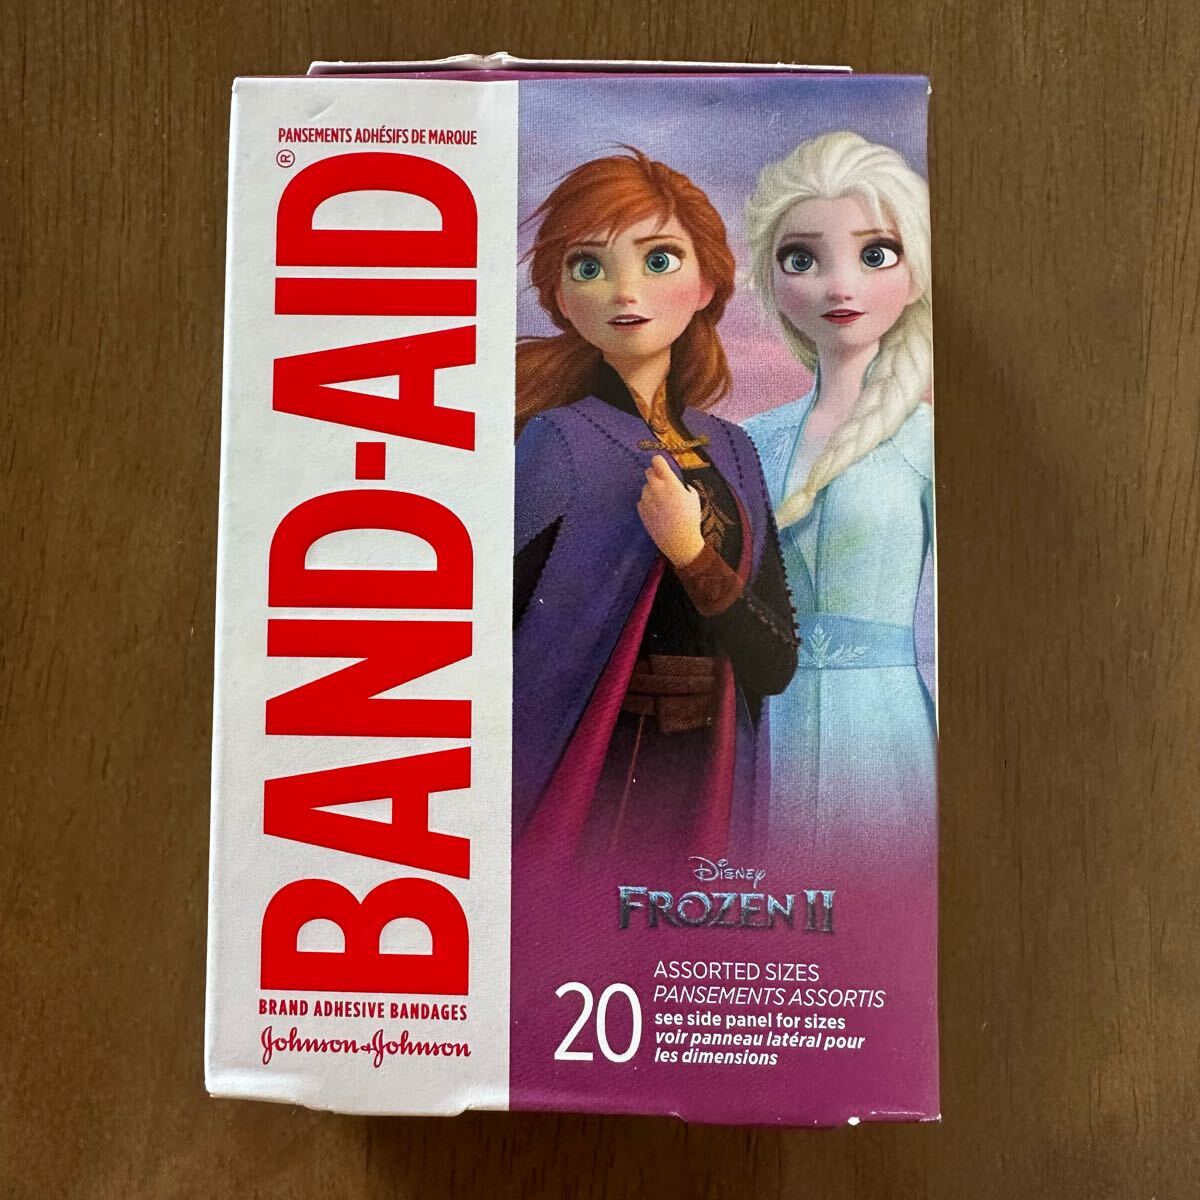 PANSEMENTS ADHÉSIFS DE MARQUE
BAND-AID®
BRAND ADHESIVE BANDAGES
Johnson & Johnson
Disney
FROZEN II
20
ASSORTED SIZES
PANSEMENTS ASSORTIS
see side panel for sizes
voir panneau latéral pour
les dimensions